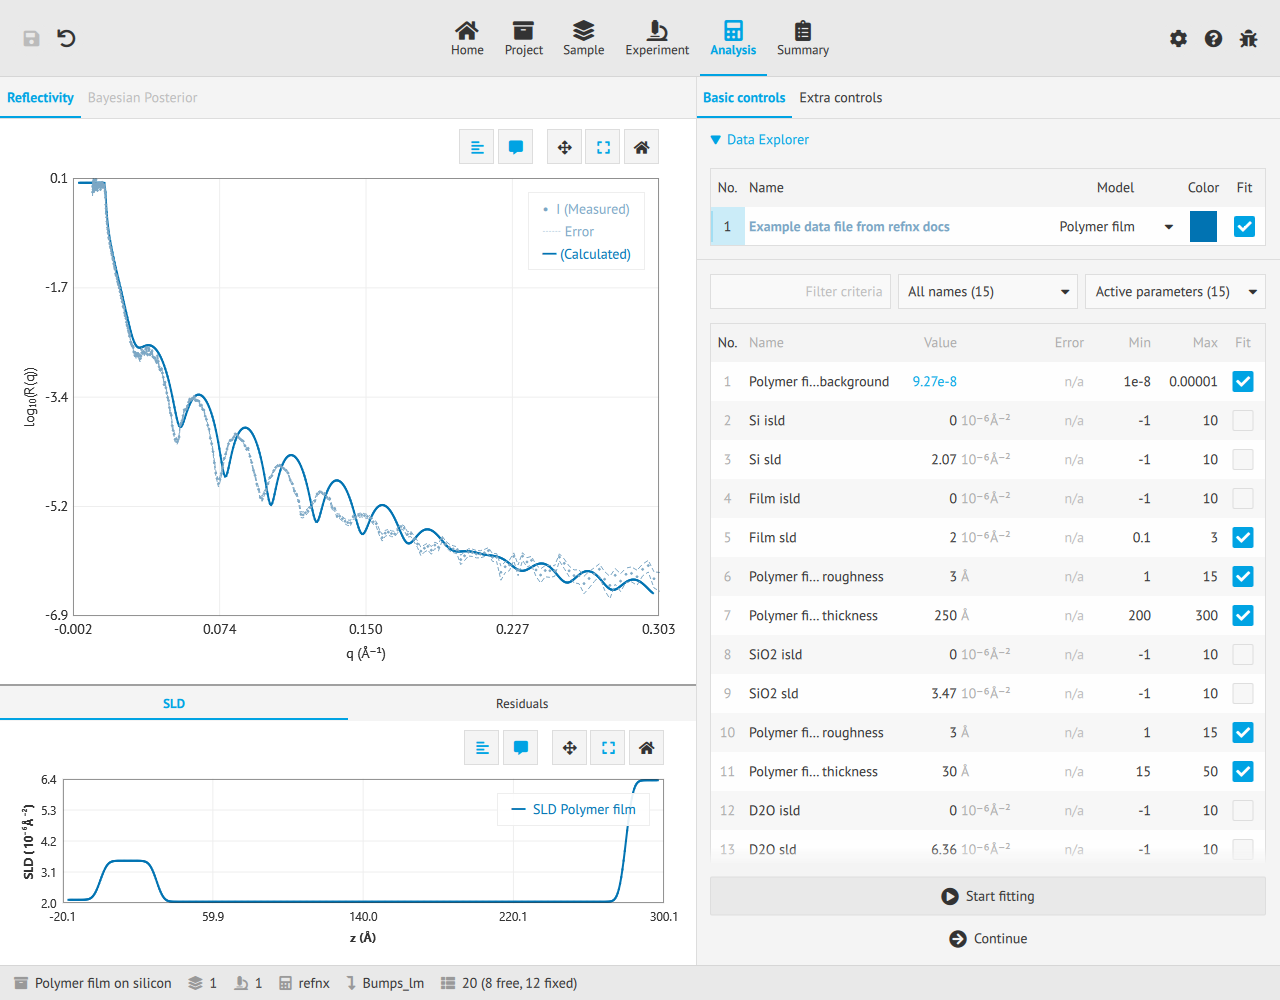 Home
Project
Sample
Experiment
Analysis
Summary
Reflectivity
Bayesian Posterior
0.1
-1.7
-3.4
-5.2
-6.9
-0.002
0.074
0.150
0.227
0.303
log₁₀(R(q))
q (Å⁻¹)
I (Measured)
Error
(Calculated)
SLD
Residuals
6.4
5.3
4.2
3.1
2.0
-20.1
59.9
140.0
220.1
300.1
SLD (10⁻⁶Å⁻²)
z (Å)
SLD Polymer film
Basic controls
Extra controls
Data Explorer
No. Name Model Color Fit
1 Example data file from refnx docs Polymer film
Filter criteria
All names (15)
Active parameters (15)
No. Name Value Error Min Max Fit
1 Polymer fi...background 9.27e-8 n/a 1e-8 0.00001
2 Si isld 0 10⁻⁶Å⁻² n/a -1 10
3 Si sld 2.07 10⁻⁶Å⁻² n/a -1 10
4 Film isld 0 10⁻⁶Å⁻² n/a -1 10
5 Film sld 2 10⁻⁶Å⁻² n/a 0.1 3
6 Polymer fi... roughness 3 Å n/a 1 15
7 Polymer fi... thickness 250 Å n/a 200 300
8 SiO2 isld 0 10⁻⁶Å⁻² n/a -1 10
9 SiO2 sld 3.47 10⁻⁶Å⁻² n/a -1 10
10 Polymer fi... roughness 3 Å n/a 1 15
11 Polymer fi... thickness 30 Å n/a 15 50
12 D2O isld 0 10⁻⁶Å⁻² n/a -1 10
13 D2O sld 6.36 10⁻⁶Å⁻² n/a -1 10
Start fitting
Continue
Polymer film on silicon 1 1 refnx Bumps_lm 20 (8 free, 12 fixed)